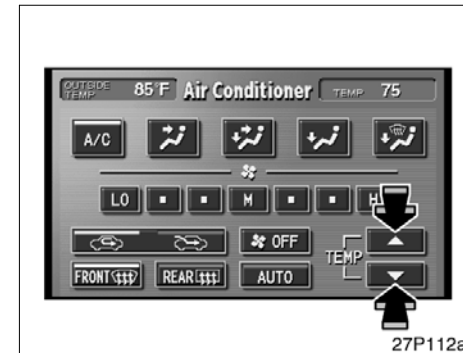 OUTSIDE TEMP 85°F Air Conditioner TEMP 75
A/C
LO M H
OFF
TEMP
FRONT REAR AUTO
27P112a